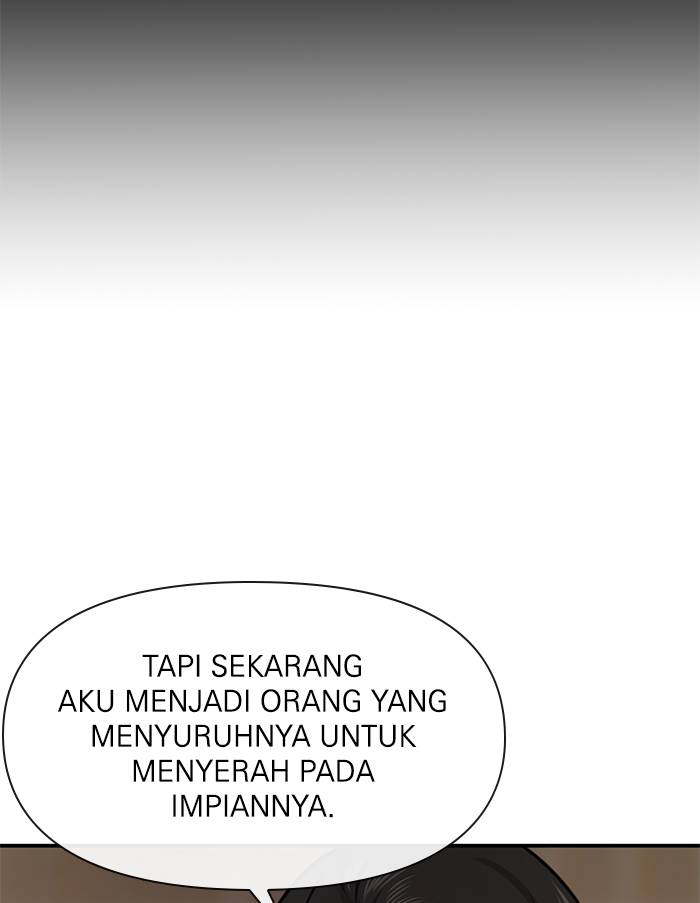 TAPI SEKARANG
AKU MENJADI ORANG YANG
MENYURUHNYA UNTUK
MENYERAH PADA
IMPIANNYA.